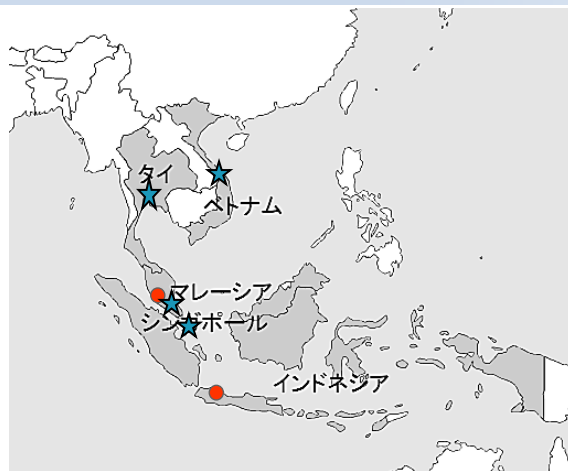 タイ
ベトナム
マレーシア
シンガポール
インドネシア